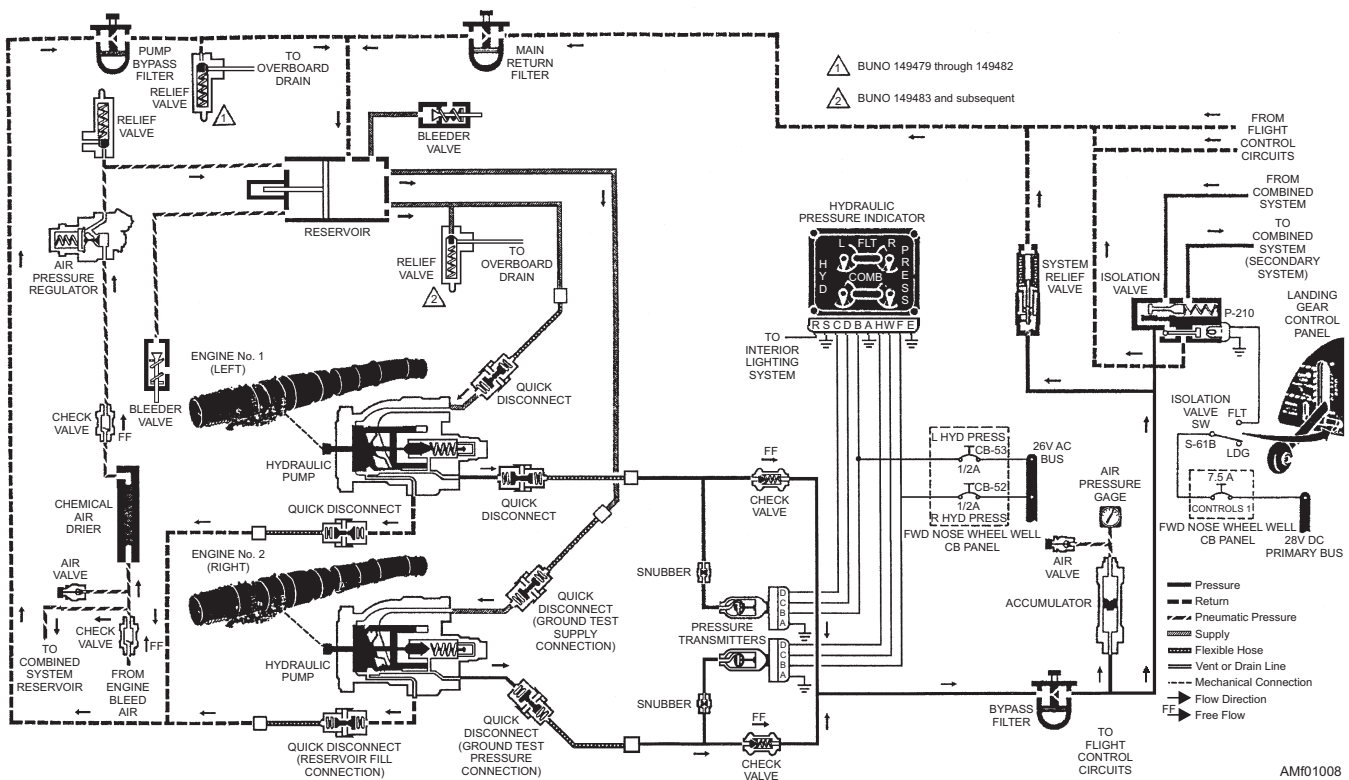 PUMP
BYPASS
FILTER
RELIEF
VALVE
1
TO
OVERBOARD
DRAIN
MAIN
RETURN
FILTER
1 BUNO 149479 through 149482
2 BUNO 149483 and subsequent
RELIEF
VALVE
BLEEDER
VALVE
FROM
FLIGHT
CONTROL
CIRCUITS
FROM
COMBINED
SYSTEM
TO
COMBINED
SYSTEM
(SECONDARY
SYSTEM)
RESERVOIR
AIR
PRESSURE
REGULATOR
RELIEF
VALVE
2
TO
OVERBOARD
DRAIN
HYDRAULIC
PRESSURE INDICATOR
L FLT R
HYD
COMB
PRESS
R S C D B A H W F E
TO
INTERIOR
LIGHTING
SYSTEM
SYSTEM
RELIEF
VALVE
ISOLATION
VALVE
P-210
LANDING
GEAR
CONTROL
PANEL
ENGINE No. 1
(LEFT)
BLEEDER
VALVE
CHECK
VALVE
FF
QUICK
DISCONNECT
HYDRAULIC
PUMP
QUICK
DISCONNECT
QUICK DISCONNECT
CHEMICAL
AIR
DRIER
FF
CHECK
VALVE
L HYD PRESS
CB-53
1/2A
CB-52
1/2A
R HYD PRESS
26V AC
BUS
FWD NOSE WHEEL WELL
CB PANEL
ISOLATION
VALVE
SW
FLT
S-61B
LDG
7.5 A
CONTROLS 1
FWD NOSE WHEEL WELL
CB PANEL
28V DC
PRIMARY BUS
AIR
PRESSURE
GAGE
AIR
VALVE
ACCUMULATOR
ENGINE No. 2
(RIGHT)
AIR
VALVE
CHECK
VALVE
FF
TO
COMBINED
SYSTEM
RESERVOIR
FROM
ENGINE
BLEED
AIR
HYDRAULIC
PUMP
QUICK
DISCONNECT
(GROUND TEST
SUPPLY
CONNECTION)
SNUBBER
D
C
B
A
PRESSURE
TRANSMITTERS
D
C
B
A
SNUBBER
QUICK DISCONNECT
(RESERVOIR FILL
CONNECTION)
QUICK
DISCONNECT
(GROUND TEST
PRESSURE
CONNECTION)
FF
CHECK
VALVE
BYPASS
FILTER
TO
FLIGHT
CONTROL
CIRCUITS
Pressure
Return
Pneumatic Pressure
Supply
Flexible Hose
Vent or Drain Line
Mechanical Connection
Flow Direction
FF Free Flow
AMf01008